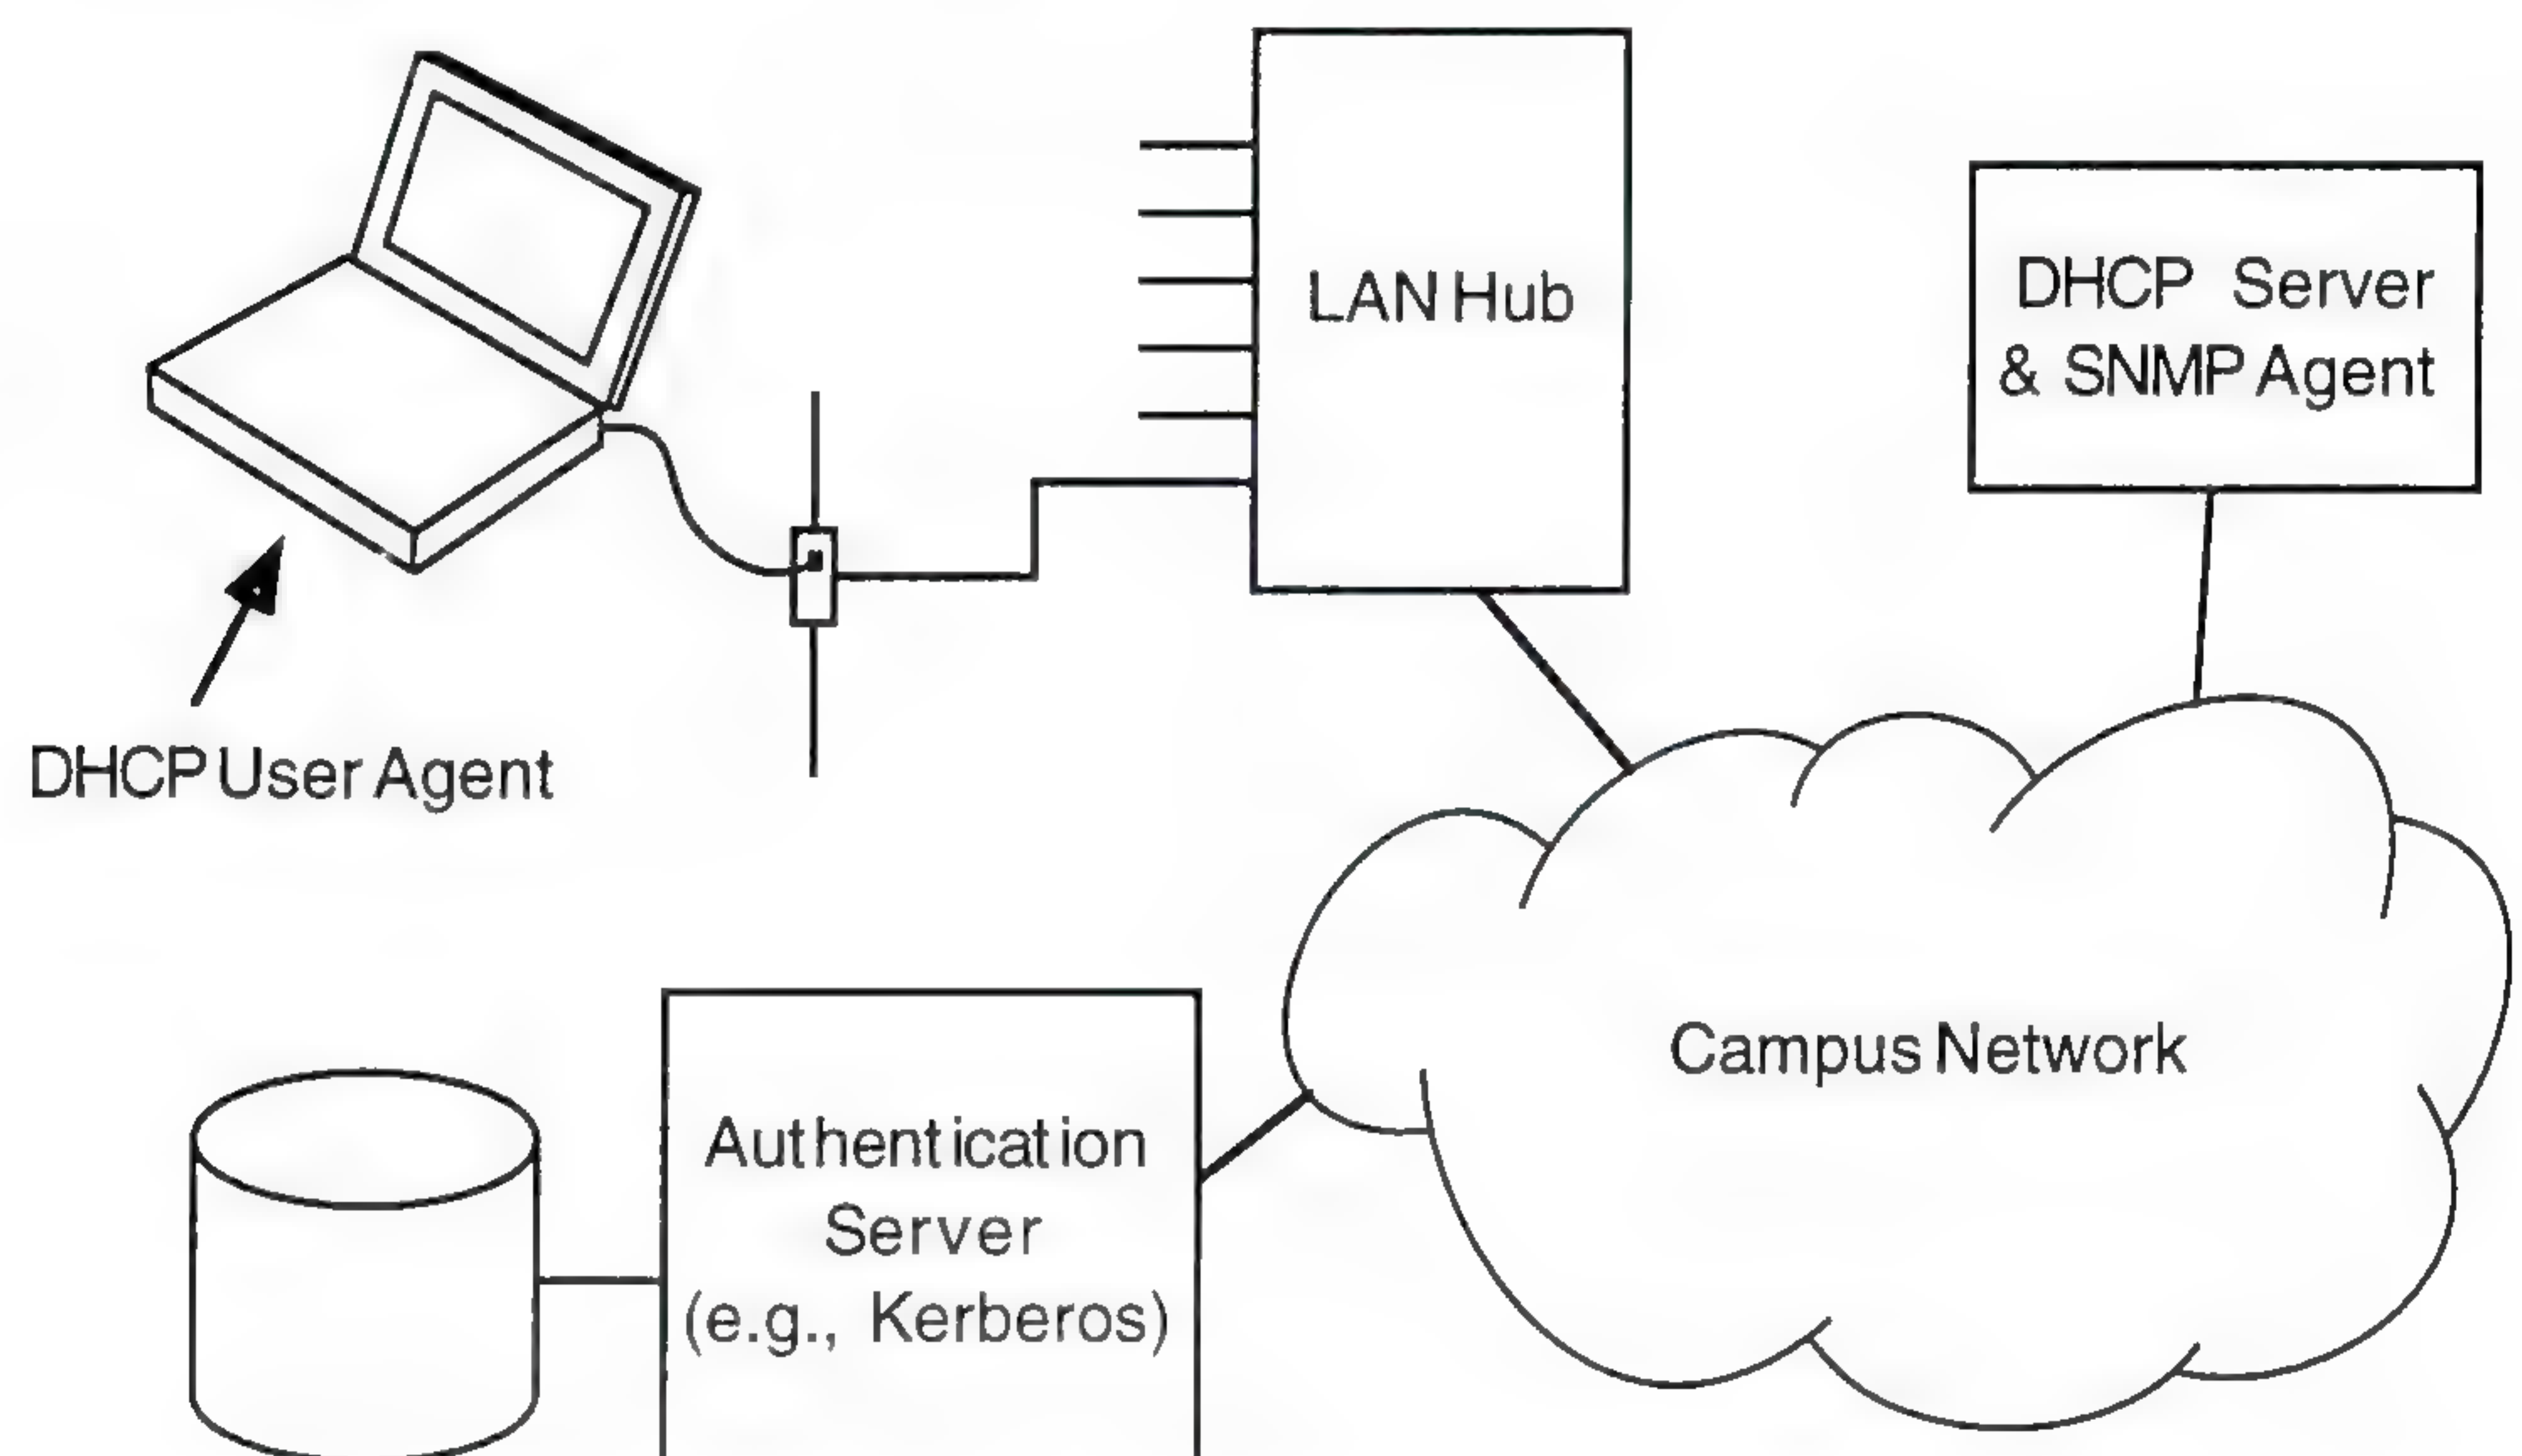 LAN Hub
DHCP Server
& SNMP Agent
DHCP User Agent
Campus Network
Authentication
Server
(e.g., Kerberos)